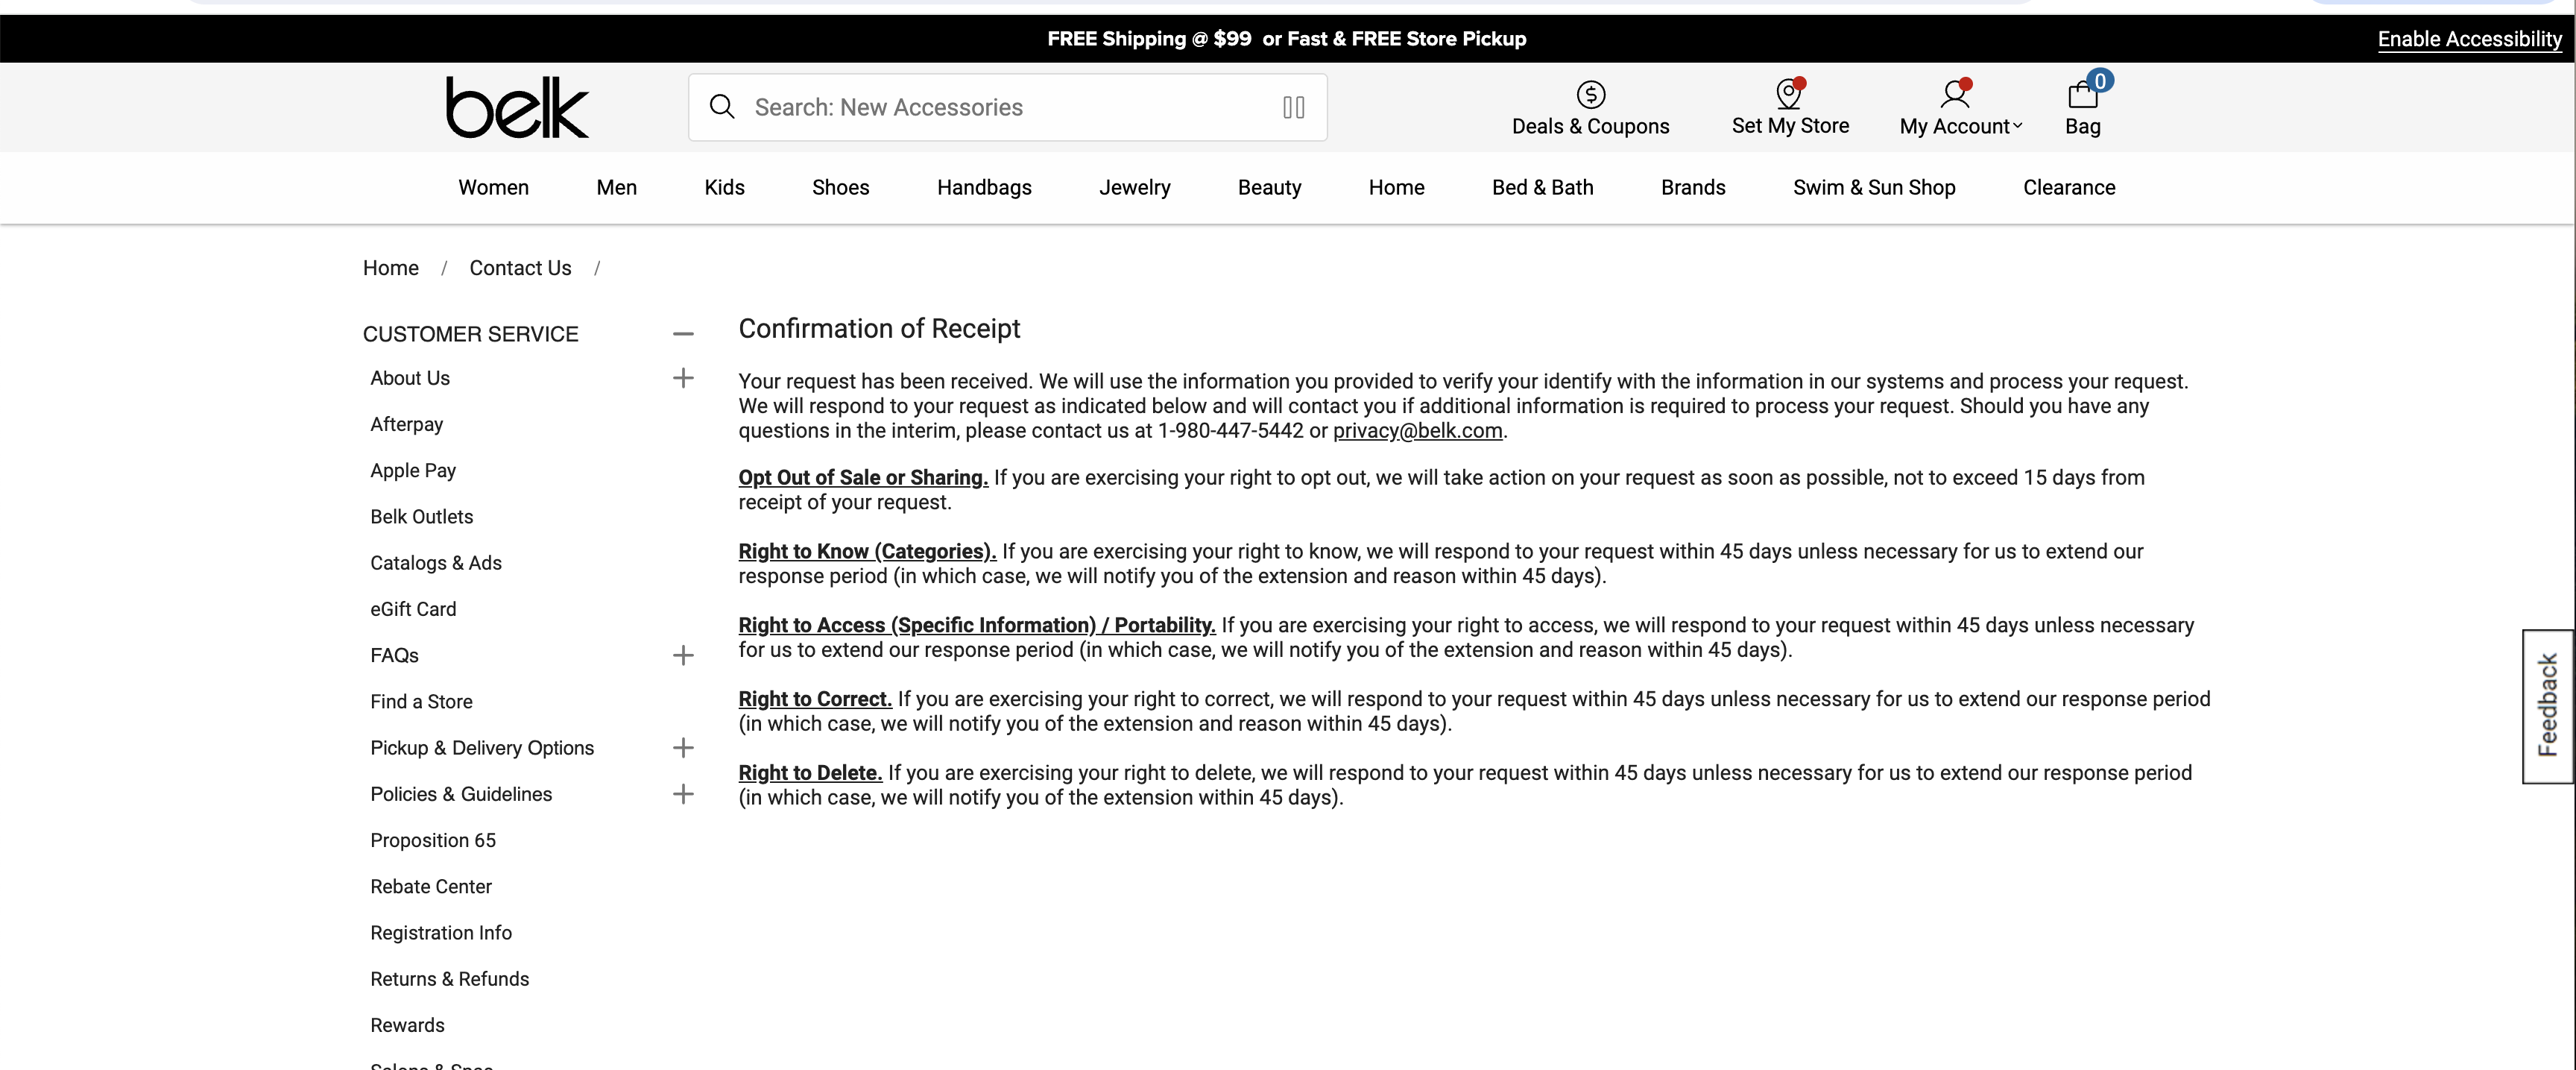 FREE Shipping @ $99 or Fast & FREE Store Pickup
Enable Accessibility
belk
Search: New Accessories
Deals & Coupons
Set My Store
My Account
0
Bag
Women
Men
Kids
Shoes
Handbags
Jewelry
Beauty
Home
Bed & Bath
Brands
Swim & Sun Shop
Clearance
Home / Contact Us /
CUSTOMER SERVICE
About Us
Afterpay
Apple Pay
Belk Outlets
Catalogs & Ads
eGift Card
FAQs
Find a Store
Pickup & Delivery Options
Policies & Guidelines
Proposition 65
Rebate Center
Registration Info
Returns & Refunds
Rewards
Confirmation of Receipt
Your request has been received. We will use the information you provided to verify your identify with the information in our systems and process your request.
We will respond to your request as indicated below and will contact you if additional information is required to process your request. Should you have any
questions in the interim, please contact us at 1-980-447-5442 or privacy@belk.com.
Opt Out of Sale or Sharing. If you are exercising your right to opt out, we will take action on your request as soon as possible, not to exceed 15 days from
receipt of your request.
Right to Know (Categories). If you are exercising your right to know, we will respond to your request within 45 days unless necessary for us to extend our
response period (in which case, we will notify you of the extension and reason within 45 days).
Right to Access (Specific Information) / Portability. If you are exercising your right to access, we will respond to your request within 45 days unless necessary
for us to extend our response period (in which case, we will notify you of the extension and reason within 45 days).
Right to Correct. If you are exercising your right to correct, we will respond to your request within 45 days unless necessary for us to extend our response period
(in which case, we will notify you of the extension and reason within 45 days).
Right to Delete. If you are exercising your right to delete, we will respond to your request within 45 days unless necessary for us to extend our response period
(in which case, we will notify you of the extension within 45 days).
Feedback